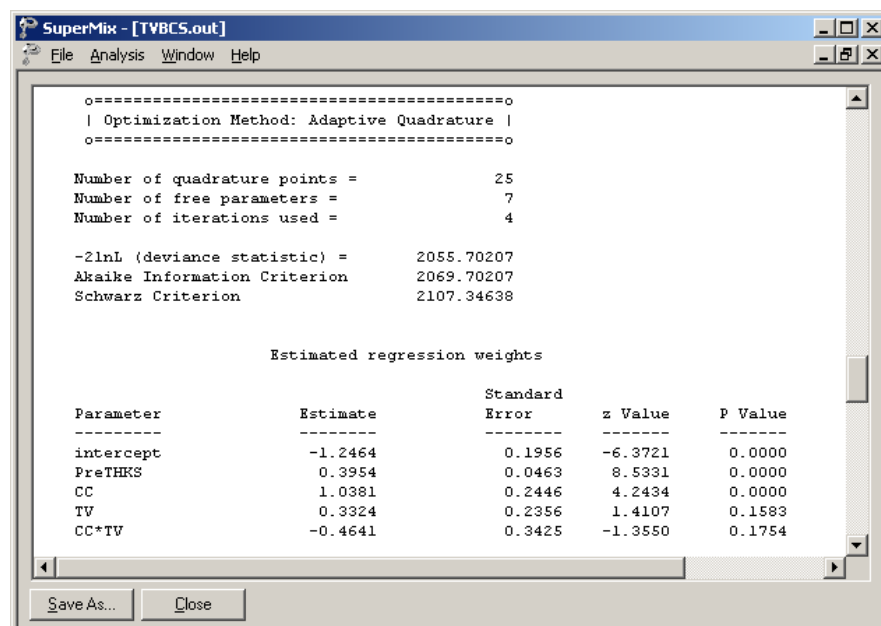 SuperMix - [TVBCS.out]
File Analysis Window Help
o==========================================o
| Optimization Method: Adaptive Quadrature |
o==========================================o
Number of quadrature points = 25
Number of free parameters = 7
Number of iterations used = 4
-2lnL (deviance statistic) = 2055.70207
Akaike Information Criterion 2069.70207
Schwarz Criterion 2107.34638
Estimated regression weights
Standard
Parameter Estimate Error z Value P Value
--------- -------- -------- ------- -------
intercept -1.2464 0.1956 -6.3721 0.0000
PreTHKS 0.3954 0.0463 8.5331 0.0000
CC 1.0381 0.2446 4.2434 0.0000
TV 0.3324 0.2356 1.4107 0.1583
CC*TV -0.4641 0.3425 -1.3550 0.1754
Save As... Close